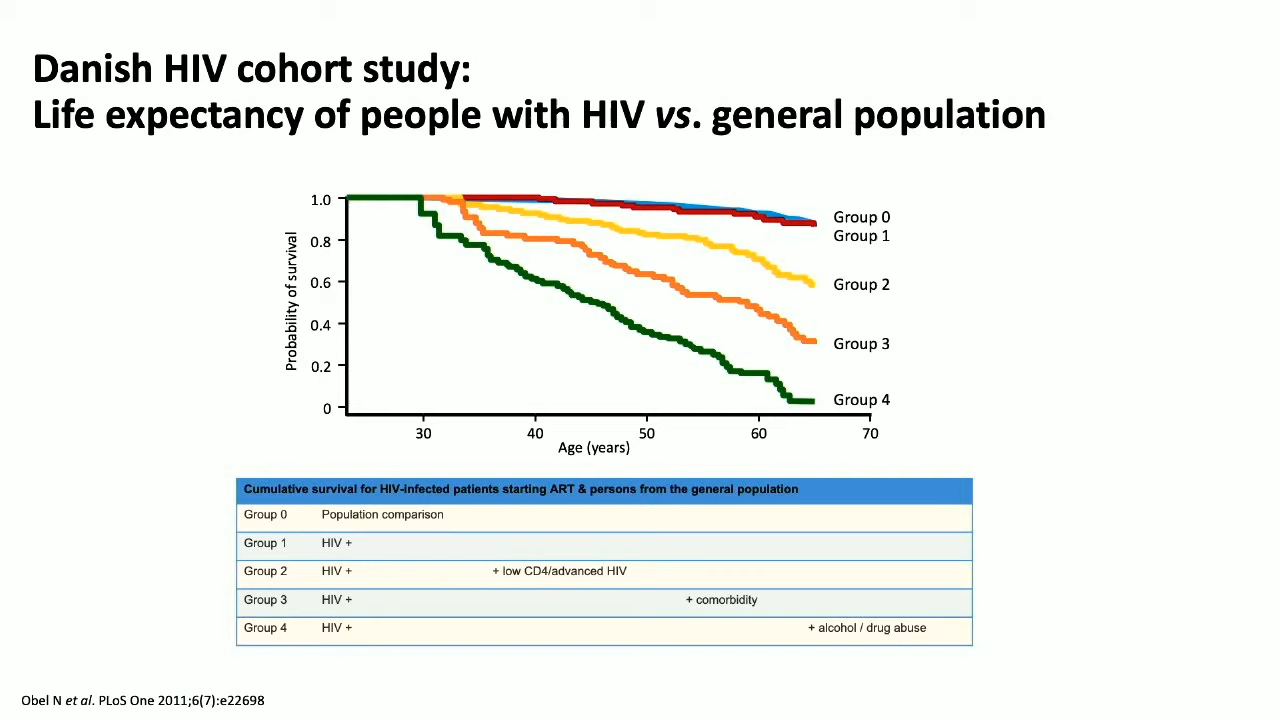 Danish HIV cohort study:
Life expectancy of people with HIV vs. general population
Probability of survival
1.0
0.8
0.6
0.4
0.2
0
30 40 50 60 70
Age (years)
Group 0
Group 1
Group 2
Group 3
Group 4
Cumulative survival for HIV-infected patients starting ART & persons from the general population
Group 0 Population comparison
Group 1 HIV +
Group 2 HIV + + low CD4/advanced HIV
Group 3 HIV + + comorbidity
Group 4 HIV + + alcohol / drug abuse
Obel N et al. PLoS One 2011;6(7):e22698